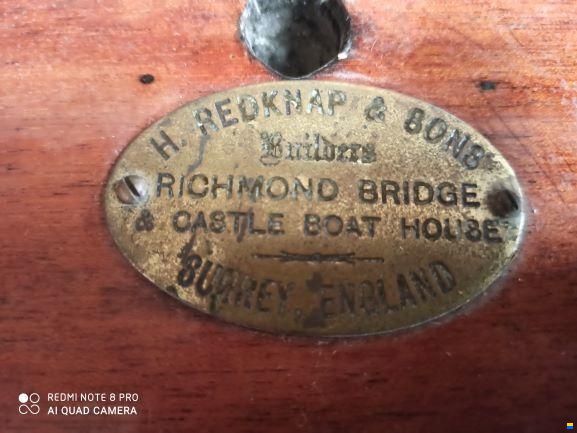 H. REDKNAP & SONS
Builders
RICHMOND BRIDGE
& CASTLE BOAT HOUSE
SURREY, ENGLAND
REDMI NOTE 8 PRO
AI QUAD CAMERA